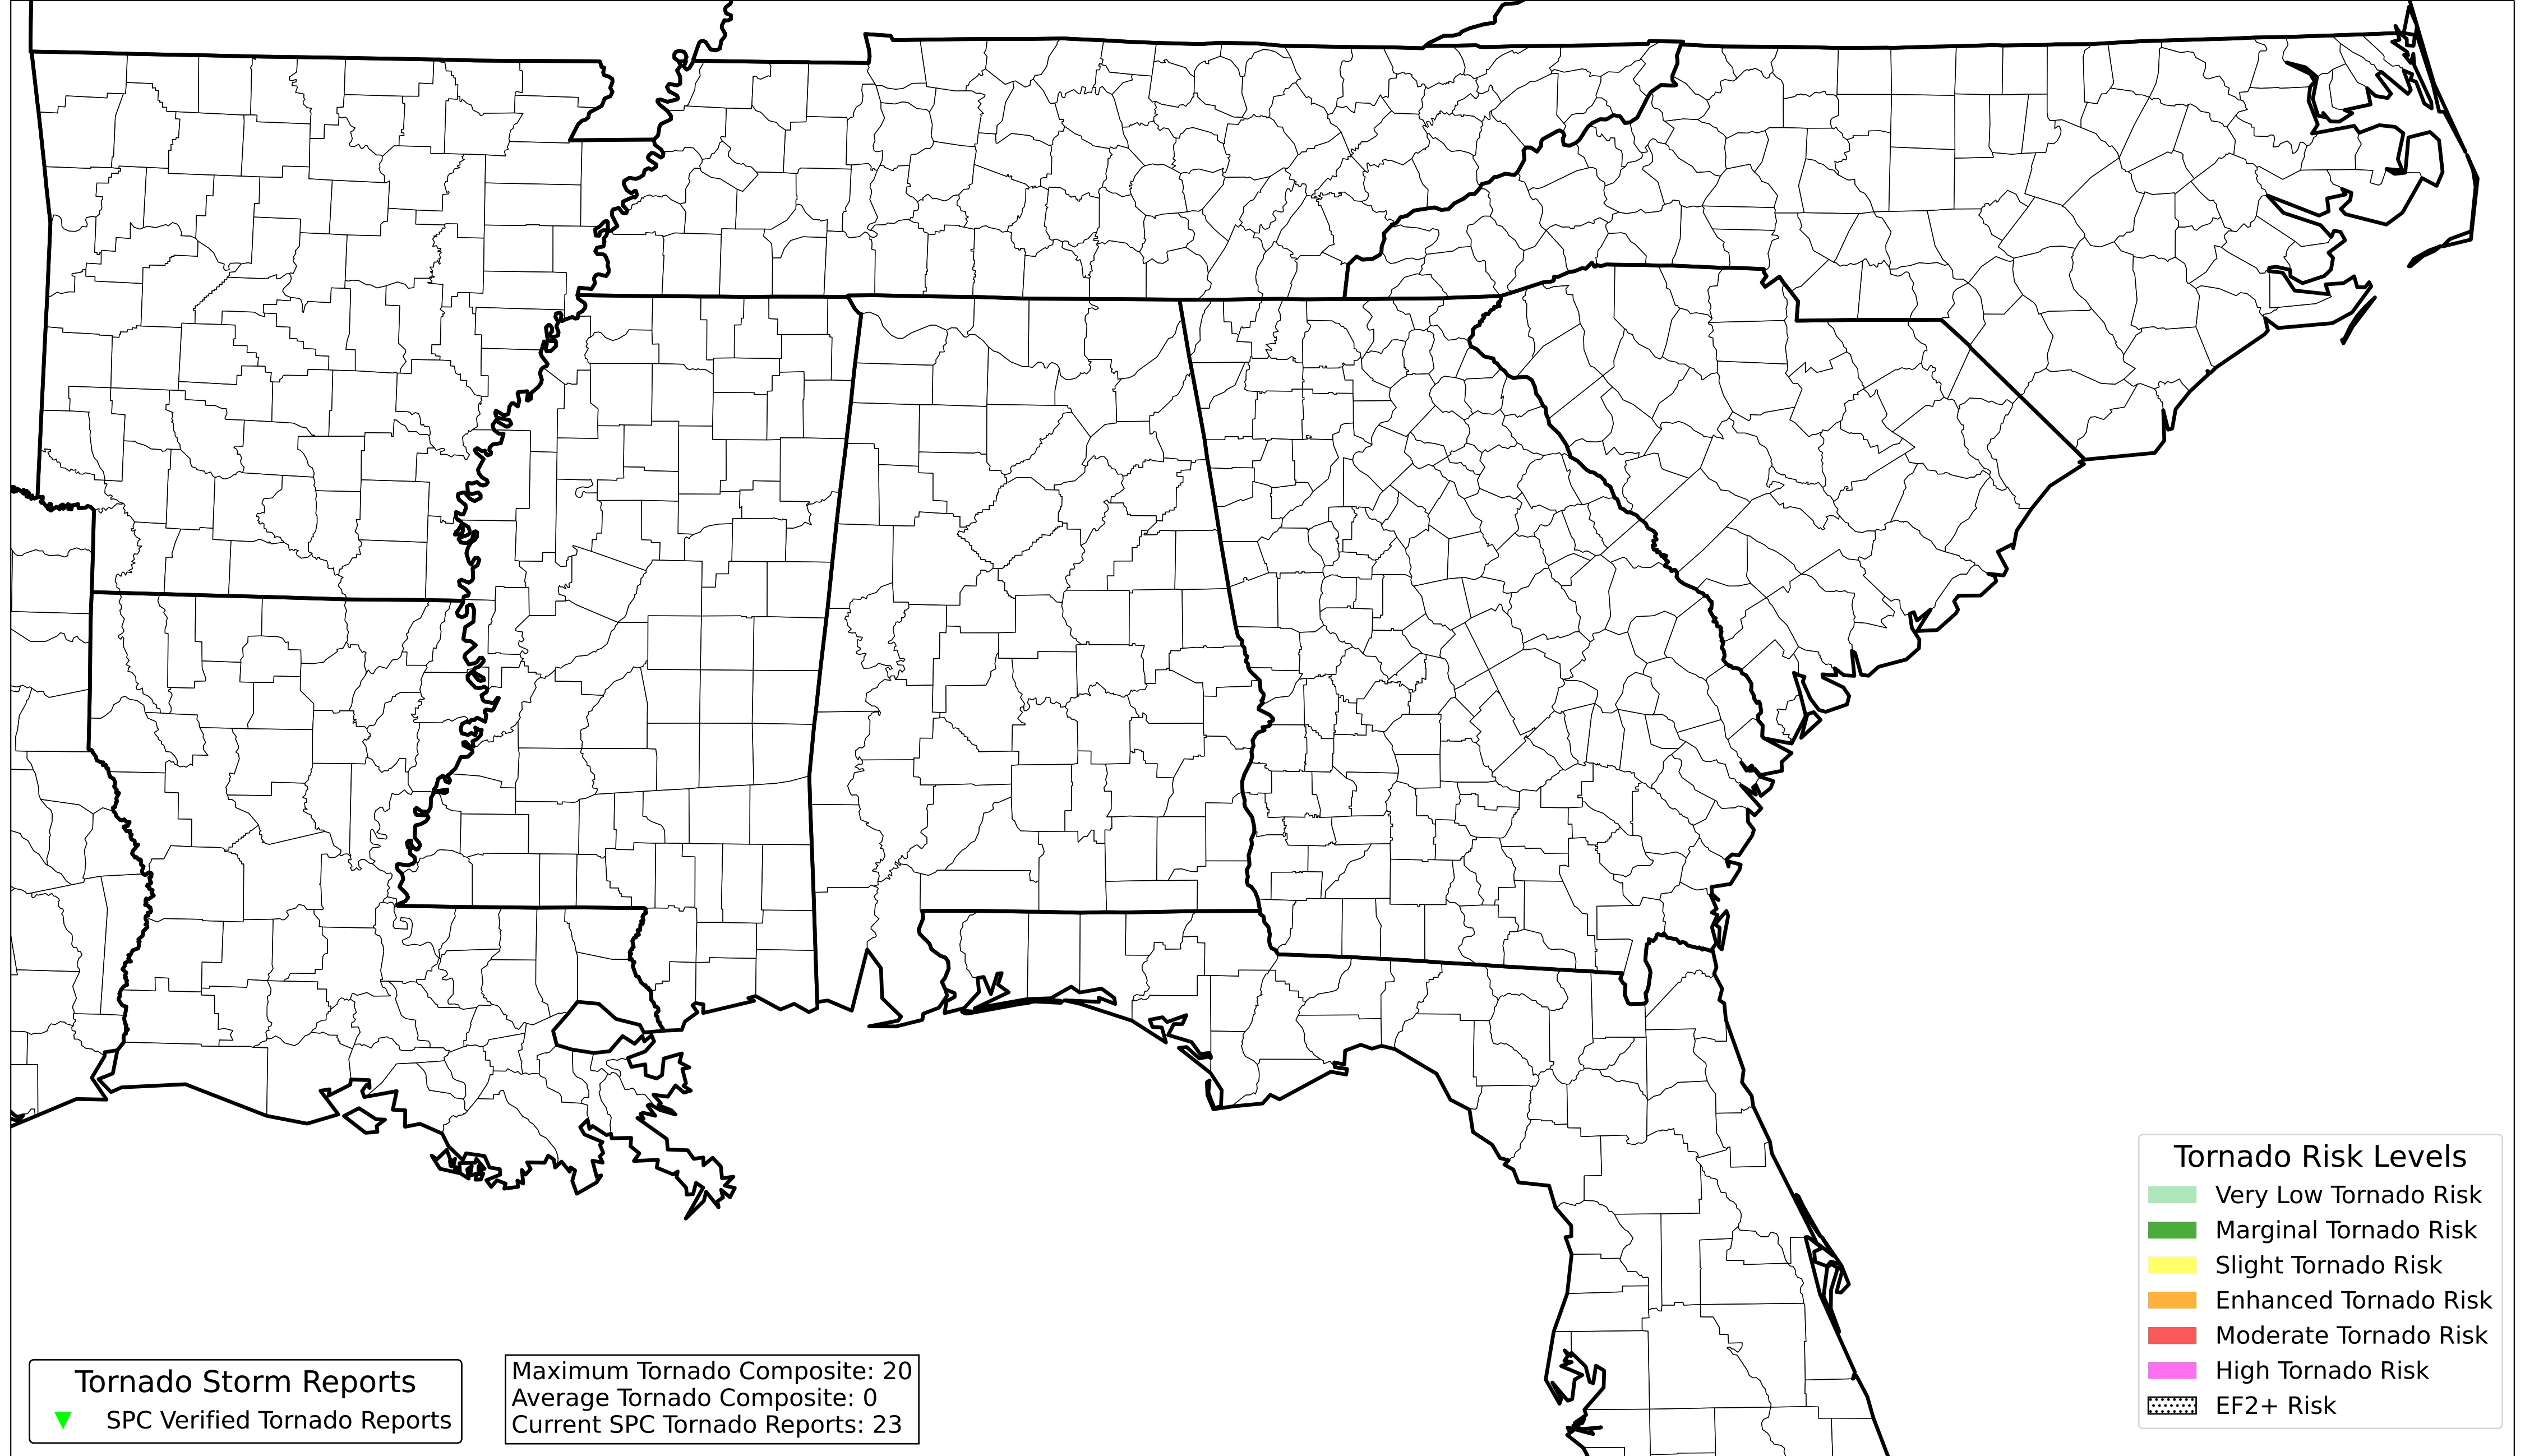 Tornado Risk Levels
Very Low Tornado Risk
Marginal Tornado Risk
Slight Tornado Risk
Enhanced Tornado Risk
Moderate Tornado Risk
High Tornado Risk
EF2+ Risk
Tornado Storm Reports
SPC Verified Tornado Reports
Maximum Tornado Composite: 20
Average Tornado Composite: 0
Current SPC Tornado Reports: 23